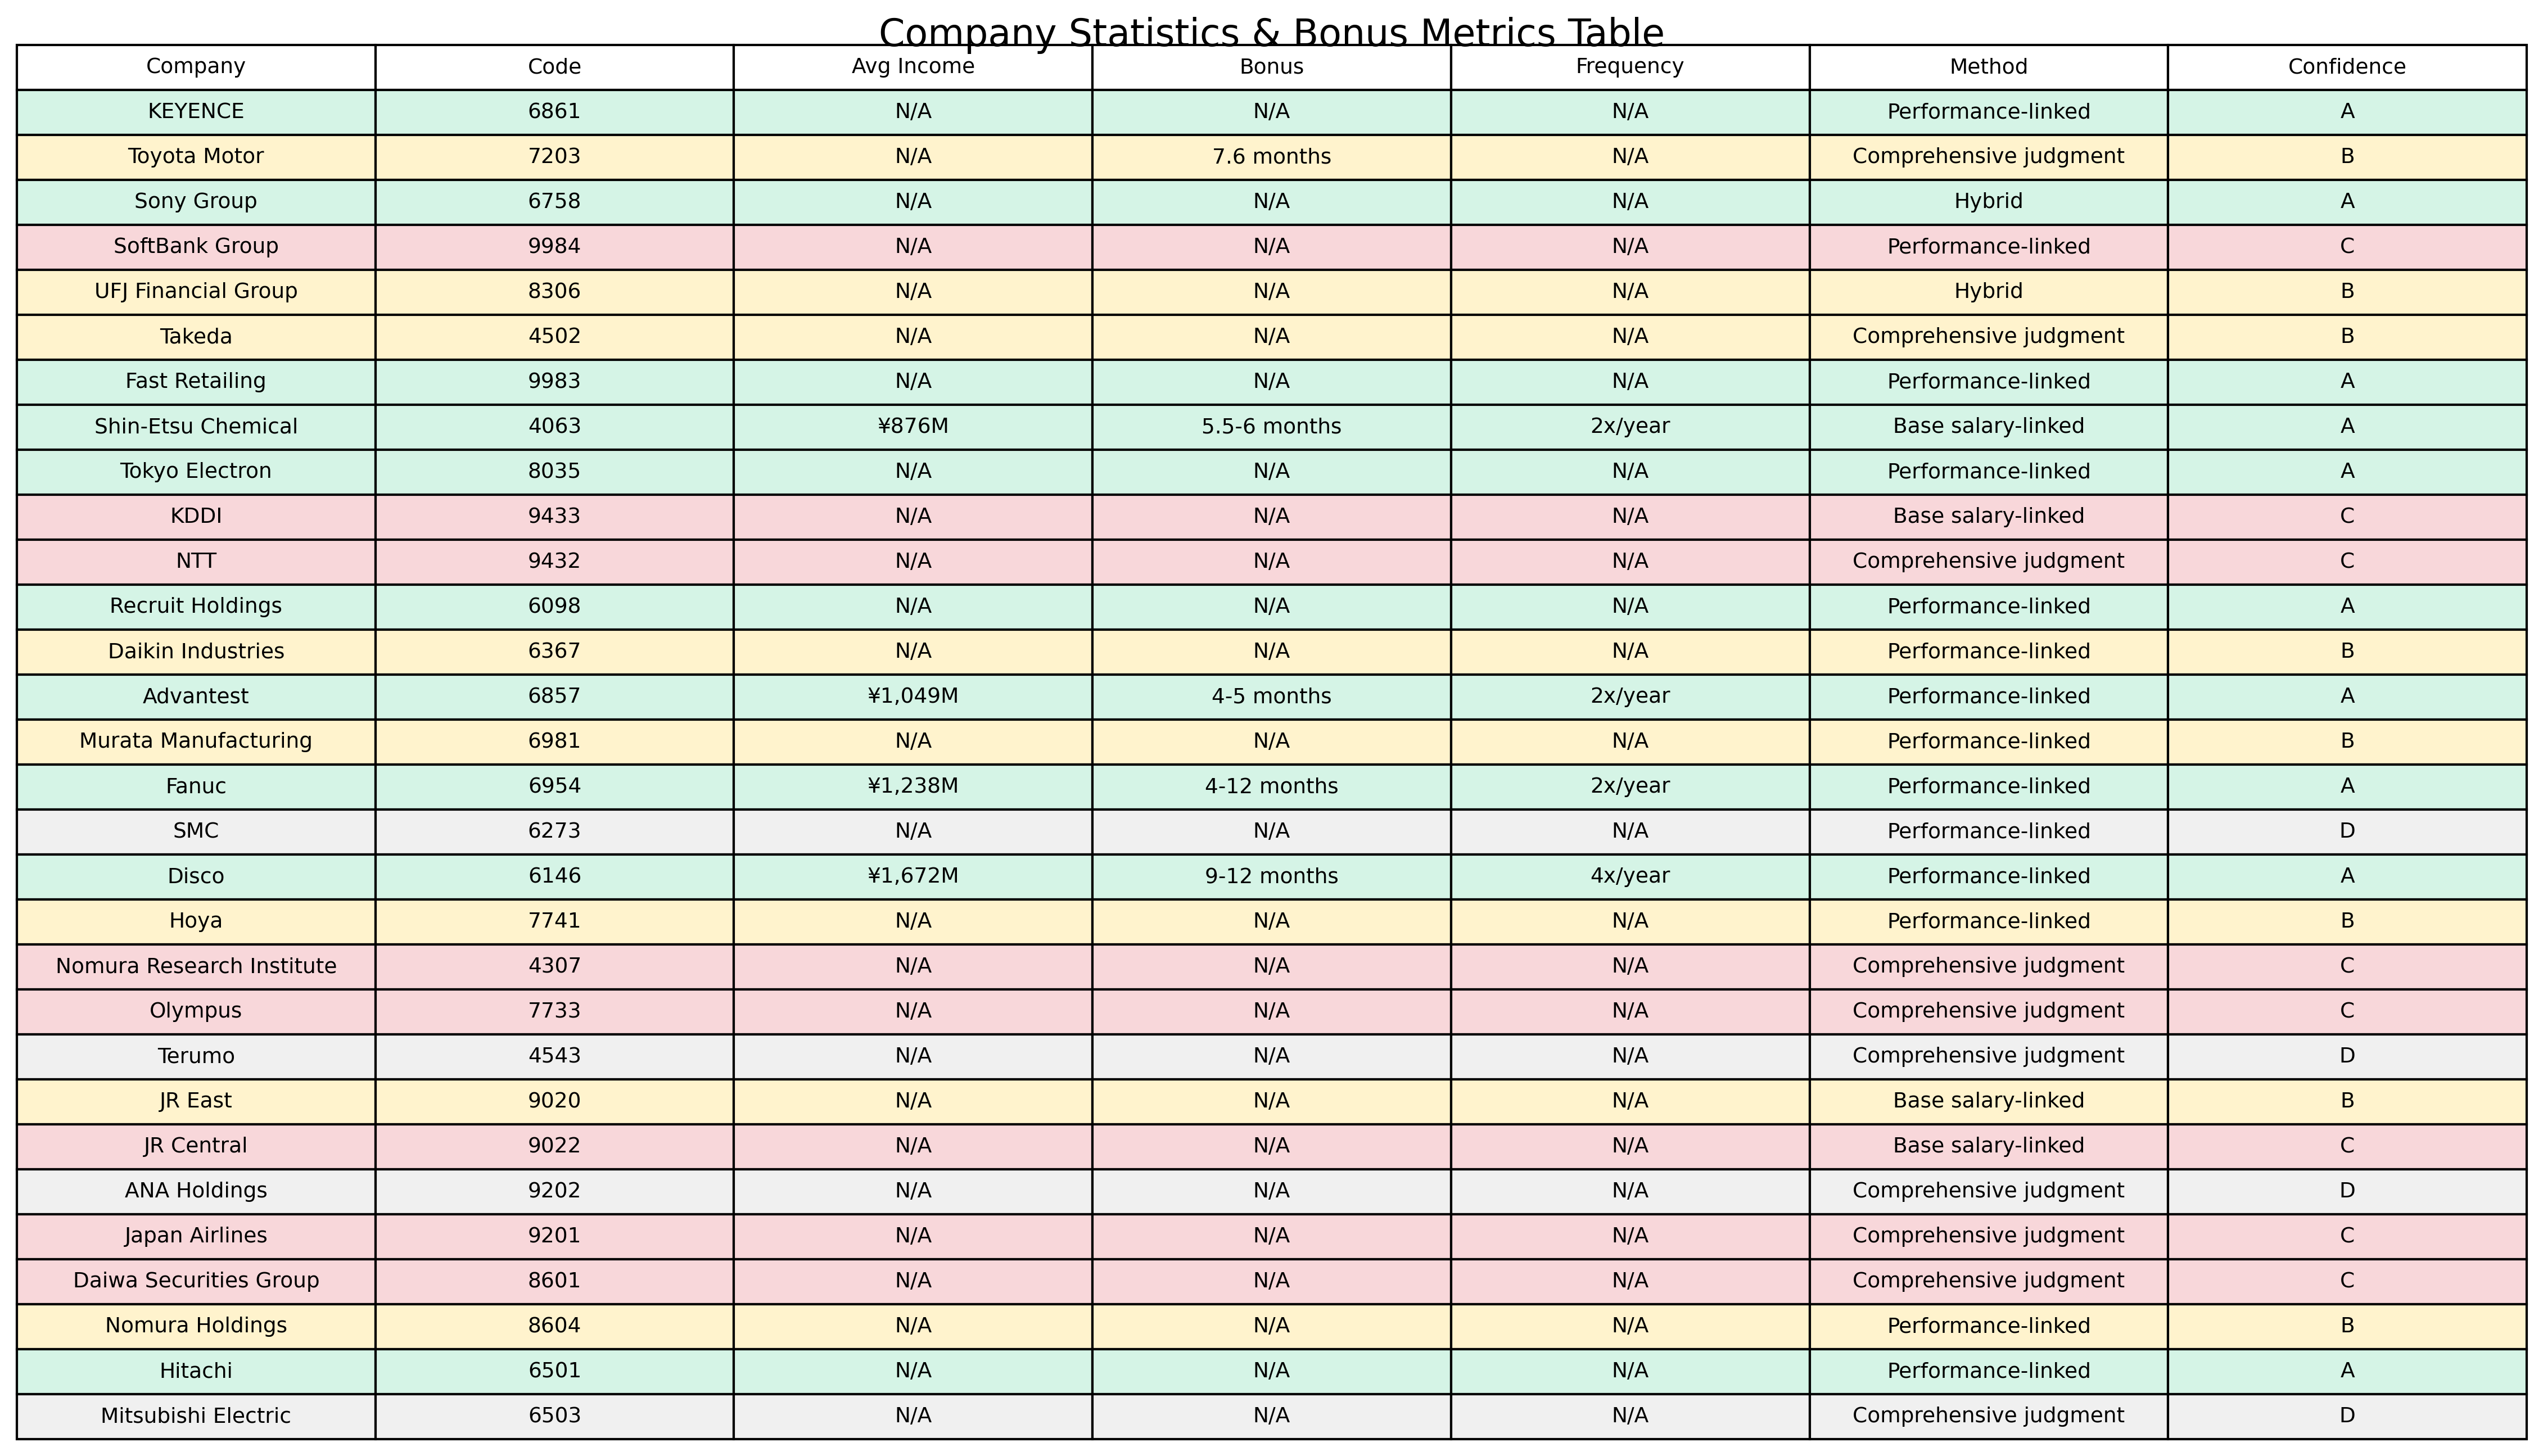 Company Statistics & Bonus Metrics Table
Company Code Avg Income Bonus Frequency Method Confidence
KEYENCE 6861 N/A N/A N/A Performance-linked A
Toyota Motor 7203 N/A 7.6 months N/A Comprehensive judgment B
Sony Group 6758 N/A N/A N/A Hybrid A
SoftBank Group 9984 N/A N/A N/A Performance-linked C
UFJ Financial Group 8306 N/A N/A N/A Hybrid B
Takeda 4502 N/A N/A N/A Comprehensive judgment B
Fast Retailing 9983 N/A N/A N/A Performance-linked A
Shin-Etsu Chemical 4063 ¥876M 5.5-6 months 2x/year Base salary-linked A
Tokyo Electron 8035 N/A N/A N/A Performance-linked A
KDDI 9433 N/A N/A N/A Base salary-linked C
NTT 9432 N/A N/A N/A Comprehensive judgment C
Recruit Holdings 6098 N/A N/A N/A Performance-linked A
Daikin Industries 6367 N/A N/A N/A Performance-linked B
Advantest 6857 ¥1,049M 4-5 months 2x/year Performance-linked A
Murata Manufacturing 6981 N/A N/A N/A Performance-linked B
Fanuc 6954 ¥1,238M 4-12 months 2x/year Performance-linked A
SMC 6273 N/A N/A N/A Performance-linked D
Disco 6146 ¥1,672M 9-12 months 4x/year Performance-linked A
Hoya 7741 N/A N/A N/A Performance-linked B
Nomura Research Institute 4307 N/A N/A N/A Comprehensive judgment C
Olympus 7733 N/A N/A N/A Comprehensive judgment C
Terumo 4543 N/A N/A N/A Comprehensive judgment D
JR East 9020 N/A N/A N/A Base salary-linked B
JR Central 9022 N/A N/A N/A Base salary-linked C
ANA Holdings 9202 N/A N/A N/A Comprehensive judgment D
Japan Airlines 9201 N/A N/A N/A Comprehensive judgment C
Daiwa Securities Group 8601 N/A N/A N/A Comprehensive judgment C
Nomura Holdings 8604 N/A N/A N/A Performance-linked B
Hitachi 6501 N/A N/A N/A Performance-linked A
Mitsubishi Electric 6503 N/A N/A N/A Comprehensive judgment D